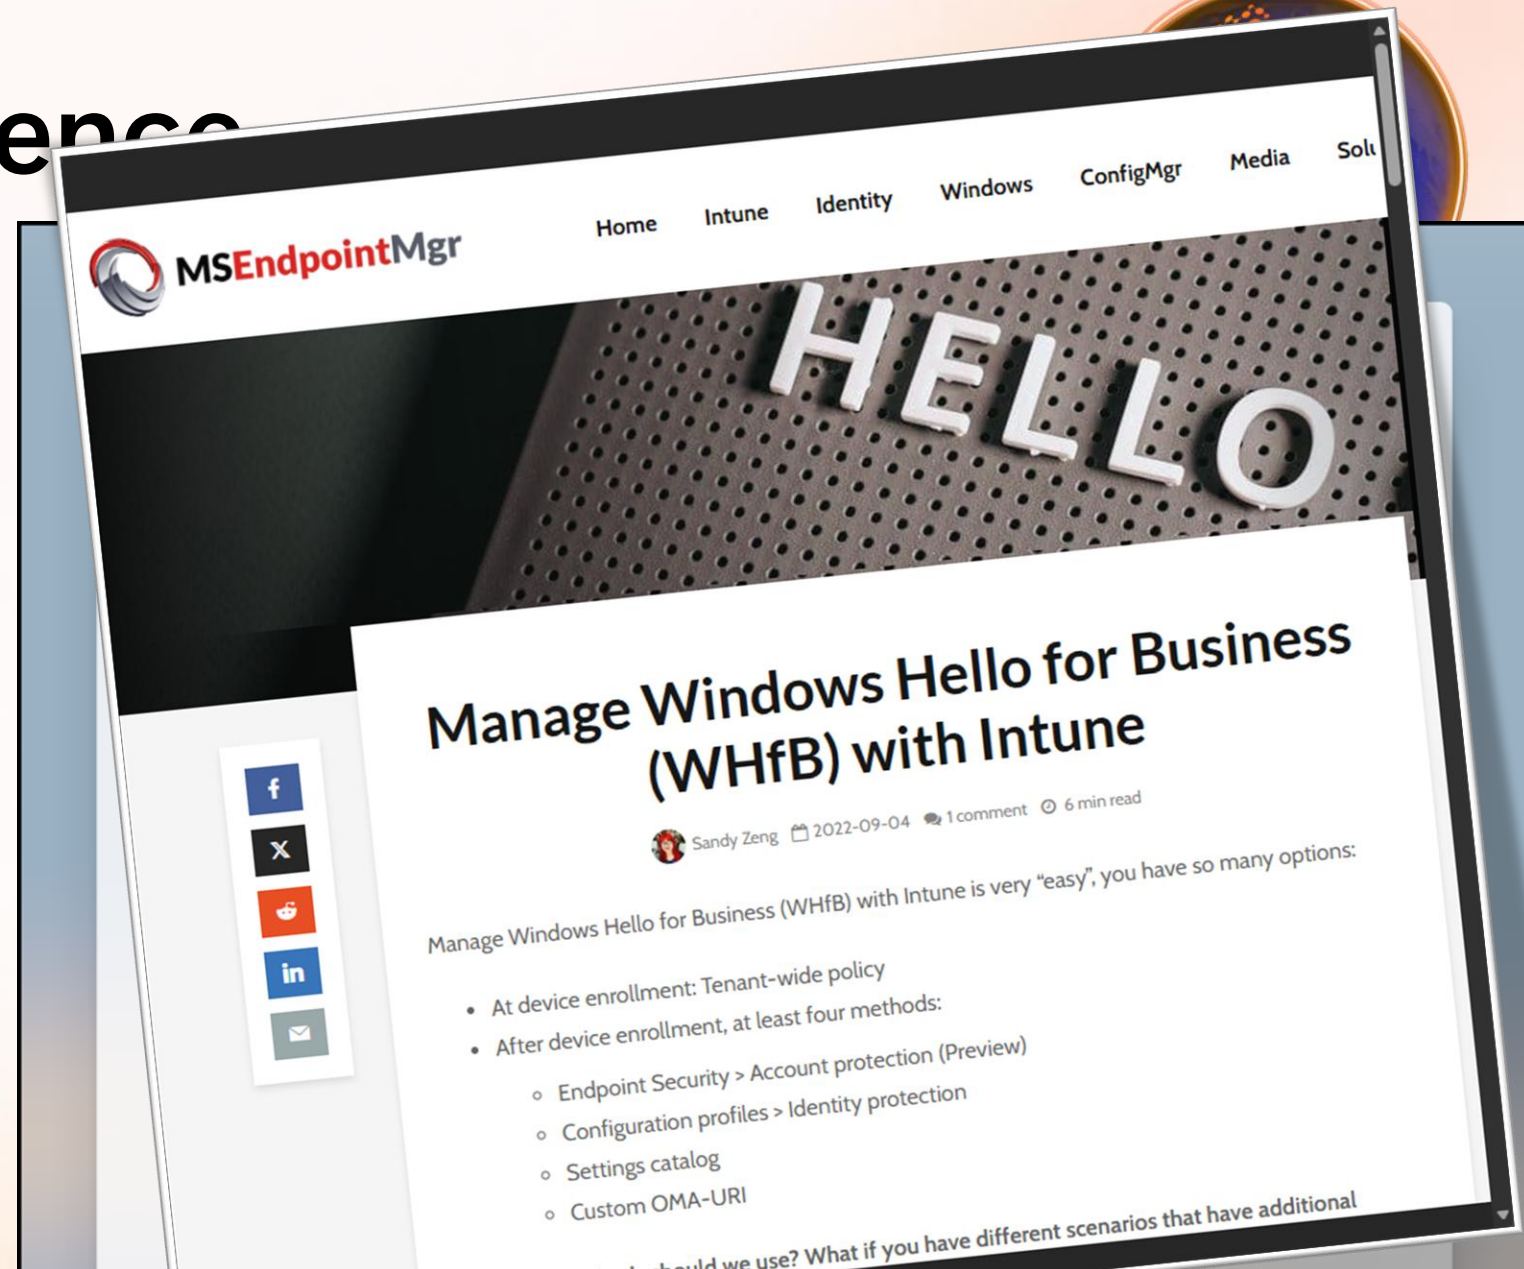 MSEndpointMgr
Home Intune Identity Windows ConfigMgr Media
HELLO
Manage Windows Hello for Business
(WHfB) with Intune
Sandy Zeng 2022-09-04 1 comment 6 min read
Manage Windows Hello for Business (WHfB) with Intune is very “easy”, you have so many options:
At device enrollment: Tenant-wide policy
After device enrollment, at least four methods:
Endpoint Security > Account protection (Preview)
Configuration profiles > Identity protection
Settings catalog
Custom OMA-URI
should we use? What if you have different scenarios that have additional